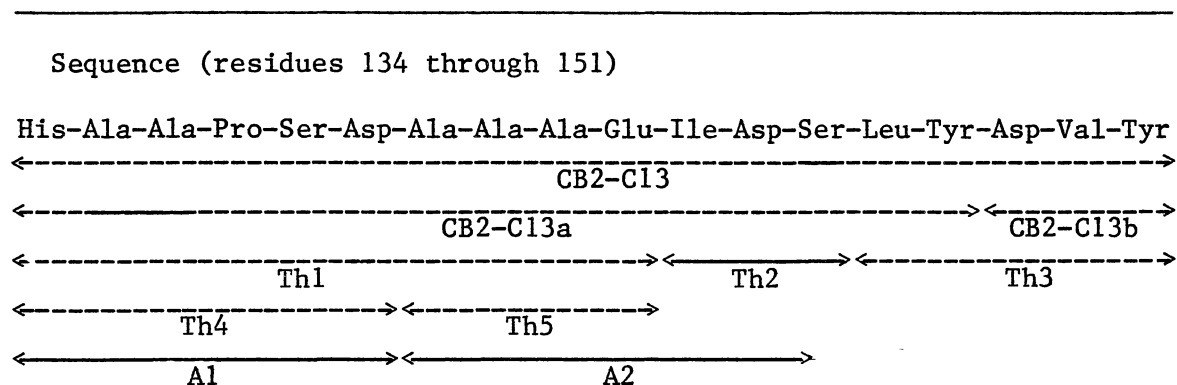 Sequence (residues 134 through 151)
His-Ala-Ala-Pro-Ser-Asp-Ala-Ala-Ala-Glu-Ile-Asp-Ser-Leu-Tyr-Asp-Val-Tyr
CB2-C13
CB2-C13a CB2-C13b
Th1 Th2 Th3
Th4 Th5
A1 A2